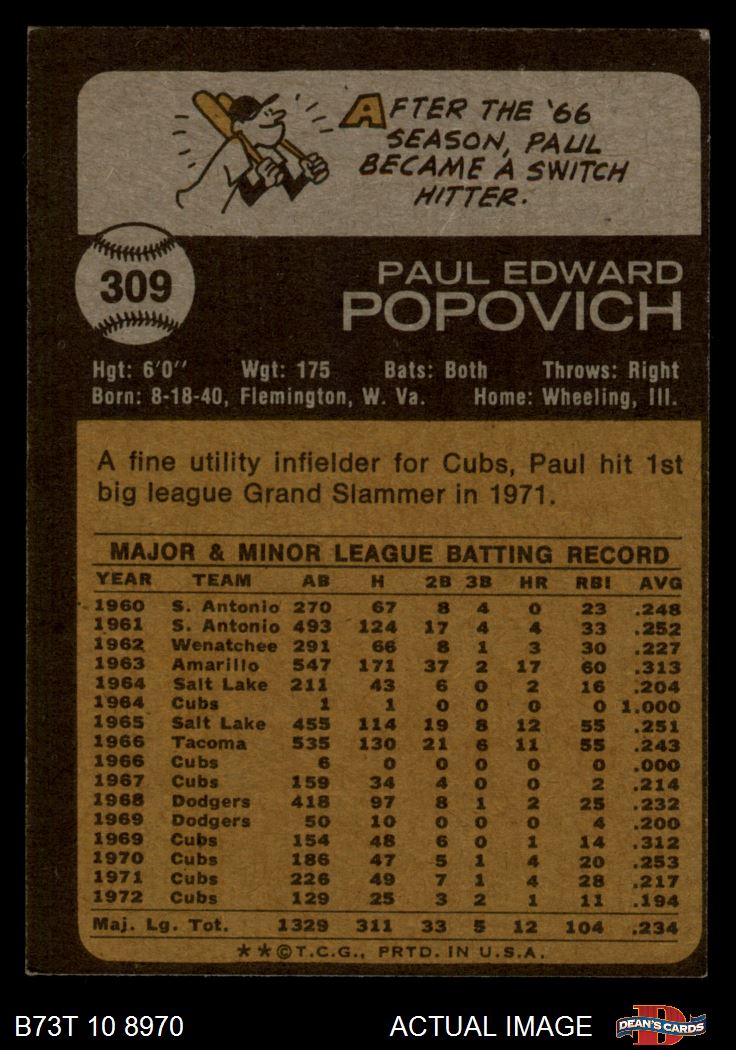 AFTER THE '66
SEASON, PAUL
BECAME A SWITCH
HITTER.
309
PAUL EDWARD
POPOVICH
Hgt: 6'0" Wgt: 175 Bats: Both Throws: Right
Born: 8-18-40, Flemington, W. Va. Home: Wheeling, Ill.
A fine utility infielder for Cubs, Paul hit 1st
big league Grand Slammer in 1971.
MAJOR & MINOR LEAGUE BATTING RECORD
YEAR TEAM AB H 2B 3B HR RBI AVG
1960 S. Antonio 270 67 8 4 0 23 .248
1961 S. Antonio 493 124 17 4 4 33 .252
1962 Wenatchee 291 66 8 1 3 30 .227
1963 Amarillo 547 171 37 2 17 60 .313
1964 Salt Lake 211 43 6 0 2 16 .204
1964 Cubs 1 1 0 0 0 0 1.000
1965 Salt Lake 455 114 19 8 12 55 .251
1966 Tacoma 535 130 21 6 11 55 .243
1966 Cubs 6 0 0 0 0 0 .000
1967 Cubs 159 34 4 0 0 2 .214
1968 Dodgers 418 97 8 1 2 25 .232
1969 Dodgers 50 10 0 0 0 4 .200
1969 Cubs 154 48 6 0 1 14 .312
1970 Cubs 186 47 5 1 4 20 .253
1971 Cubs 226 49 7 1 4 28 .217
1972 Cubs 129 25 3 2 1 11 .194
Maj. Lg. Tot. 1329 311 33 5 12 104 .234
**©T.C.G., PRTD. IN U.S.A.
B73T 10 8970 ACTUAL IMAGE D DEAN'S CARDS